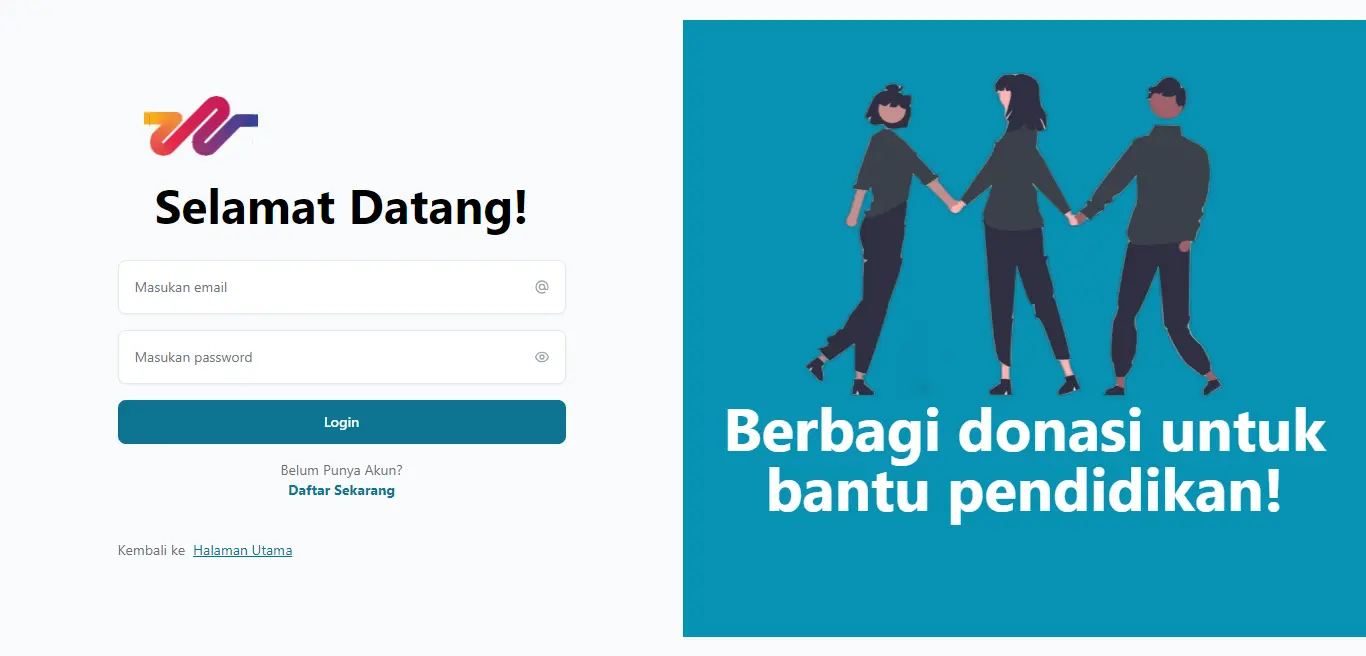 Selamat Datang!
Masukan email
Masukan password
Login
Belum Punya Akun?
Daftar Sekarang
Kembali ke Halaman Utama
Berbagi donasi untuk
bantu pendidikan!